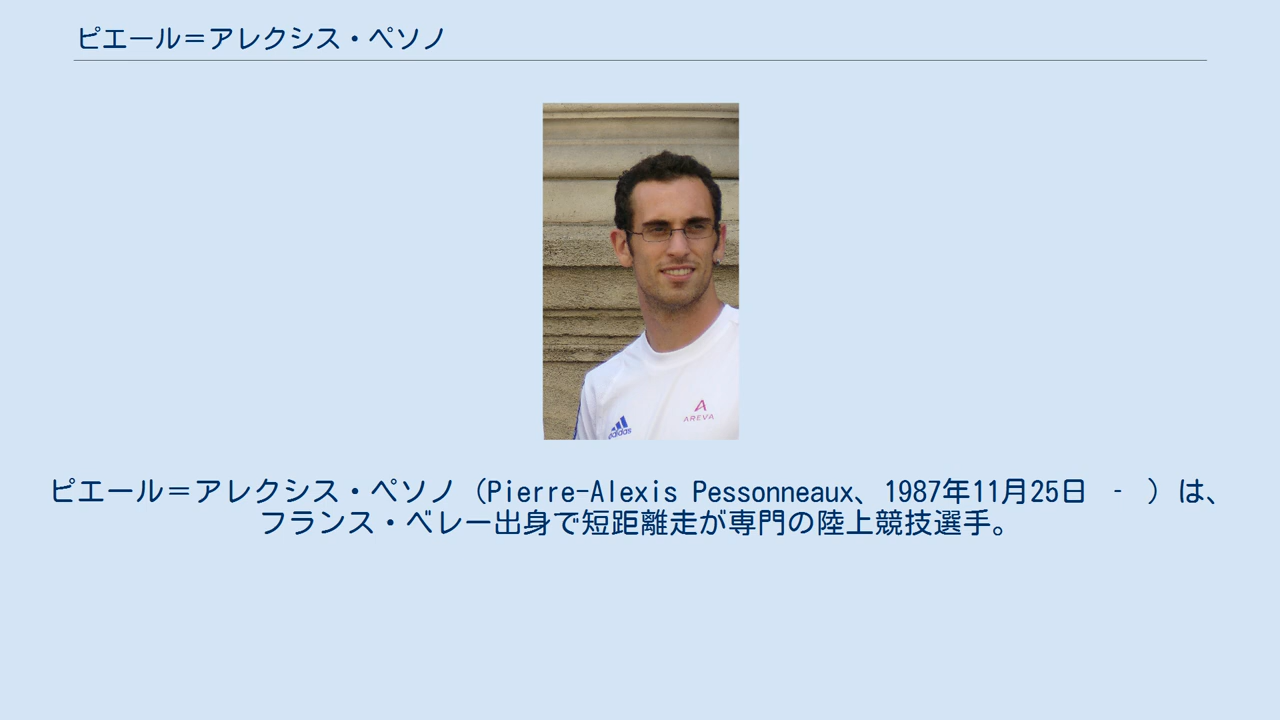 ピエール＝アレクシス・ペソノ
adidas
AREVA
ピエール＝アレクシス・ペソノ（Pierre-Alexis Pessonneaux、1987年11月25日 - ）は、
フランス・ベレー出身で短距離走が専門の陸上競技選手。